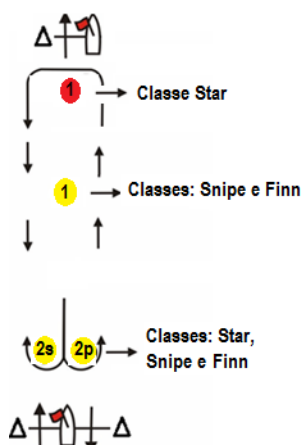 Δ
1
Classe Star
1
Classes: Snipe e Finn
2s 2p
Classes: Star,
Snipe e Finn
Δ Δ